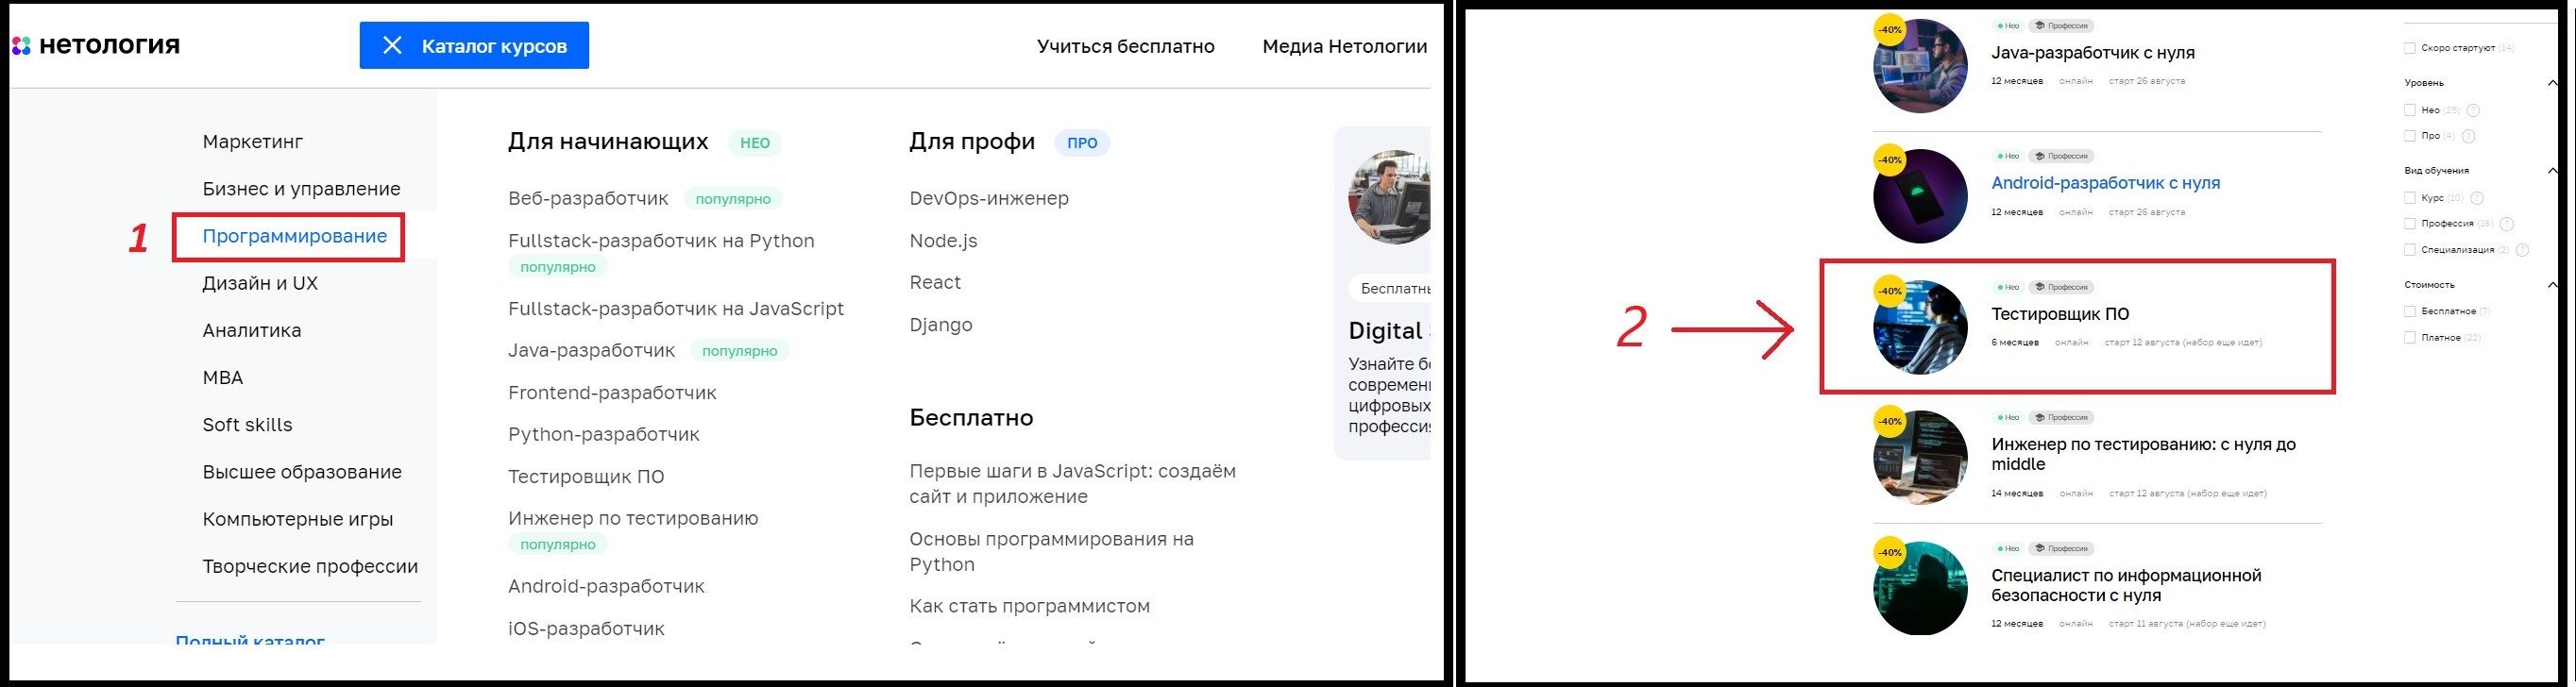 нетология
Каталог курсов
Учиться бесплатно
Медиа Нетологии
1
Маркетинг
Бизнес и управление
Программирование
Дизайн и UX
Аналитика
MBA
Soft skills
Высшее образование
Компьютерные игры
Творческие профессии
Полный каталог
Для начинающих НЕО
Веб-разработчик популярно
Fullstack-разработчик на Python
популярно
Fullstack-разработчик на JavaScript
Java-разработчик популярно
Frontend-разработчик
Python-разработчик
Тестировщик ПО
Инженер по тестированию
популярно
Android-разработчик
iOS-разработчик
Для профи ПРО
DevOps-инженер
Node.js
React
Django
Бесплатно
Первые шаги в JavaScript: создаём
сайт и приложение
Основы программирования на
Python
Как стать программистом
Бесплатнь
Digital
Узнайте б
современ
цифровых
професси
2
-40%
Нео Профессия
Java-разработчик с нуля
12 месяцев онлайн старт 26 августа
-40%
Нео Профессия
Android-разработчик с нуля
12 месяцев онлайн старт 26 августа
-40%
Нео Профессия
Тестировщик ПО
6 месяцев онлайн старт 12 августа (набор еще идет)
-40%
Нео Профессия
Инженер по тестированию: с нуля до
middle
14 месяцев онлайн старт 12 августа (набор еще идет)
-40%
Нео Профессия
Специалист по информационной
безопасности с нуля
12 месяцев онлайн старт 11 августа (набор еще идет)
Скоро стартуют (14)
Уровень
Нео (25) ?
Про (4) ?
Вид обучения
Курс (10) ?
Профессия (16) ?
Специализация (2) ?
Стоимость
Бесплатное (7)
Платное (22)